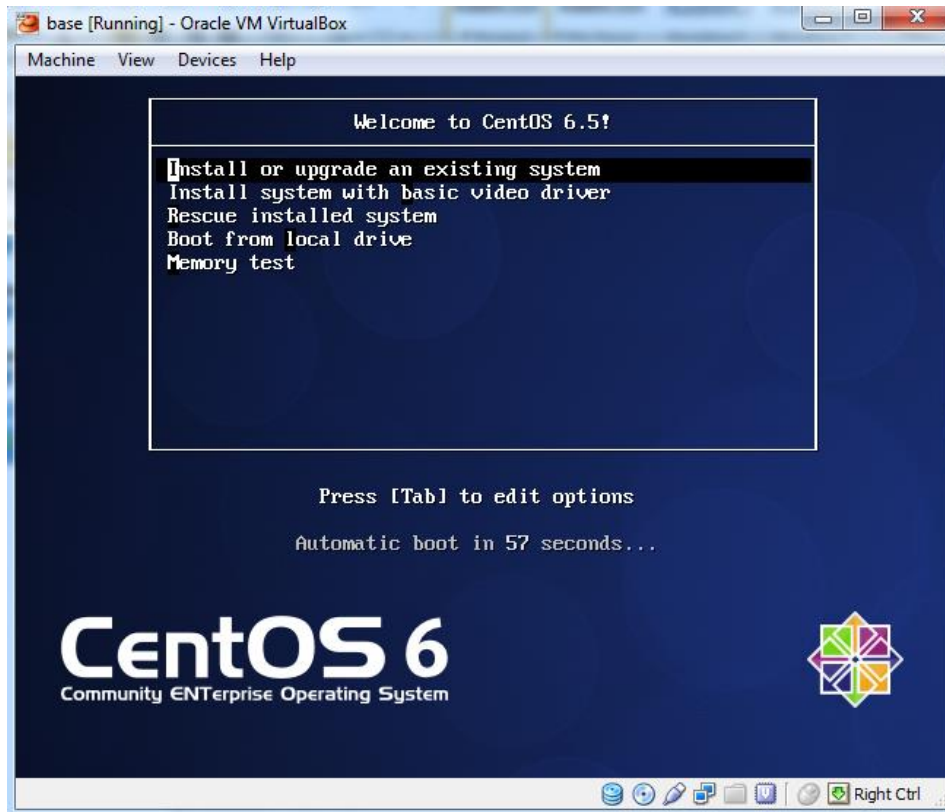 base [Running] - Oracle VM VirtualBox
Machine View Devices Help
Welcome to CentOS 6.5!
Install or upgrade an existing system
Install system with basic video driver
Rescue installed system
Boot from local drive
Memory test
Press [Tab] to edit options
Automatic boot in 57 seconds...
CentOS 6
Community ENTerprise Operating System
Right Ctrl